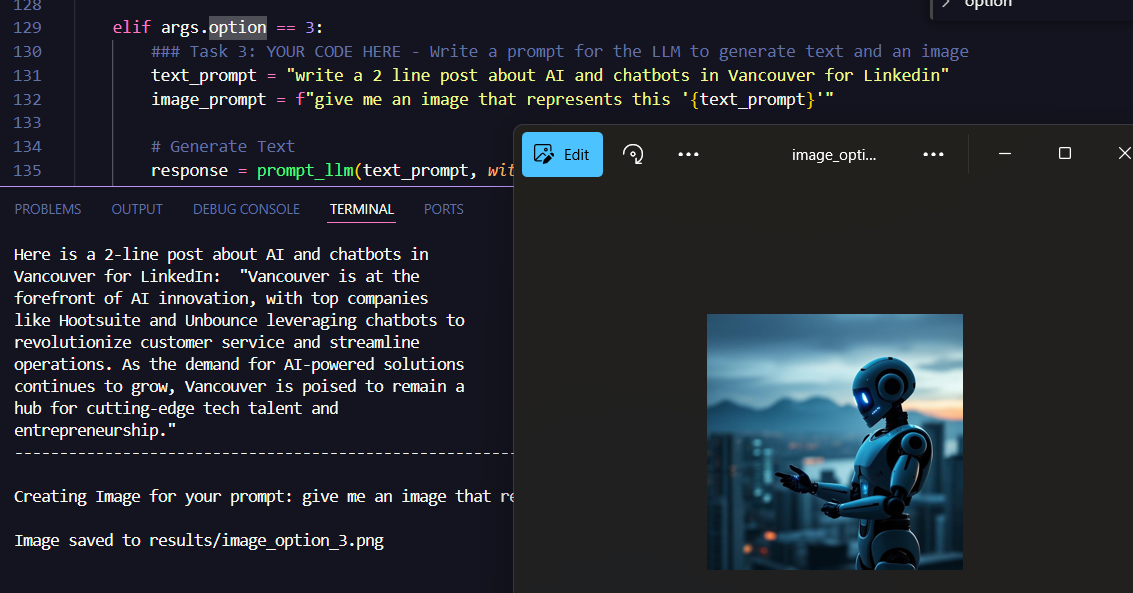 128
option
129 elif args.option == 3:
130 ### Task 3: YOUR CODE HERE - Write a prompt for the LLM to generate text and an image
131 text_prompt = "write a 2 line post about AI and chatbots in Vancouver for Linkedin"
132 image_prompt = f"give me an image that represents this '{text_prompt}'"
133
134 # Generate Text
135 response = prompt_llm(text_prompt, wit
Edit
image_opti...
PROBLEMS OUTPUT DEBUG CONSOLE TERMINAL PORTS
Here is a 2-line post about AI and chatbots in
Vancouver for LinkedIn:  "Vancouver is at the
forefront of AI innovation, with top companies
like Hootsuite and Unbounce leveraging chatbots to
revolutionize customer service and streamline
operations. As the demand for AI-powered solutions
continues to grow, Vancouver is poised to remain a
hub for cutting-edge tech talent and
entrepreneurship."
--------------------------------------------------------
Creating Image for your prompt: give me an image that re
Image saved to results/image_option_3.png